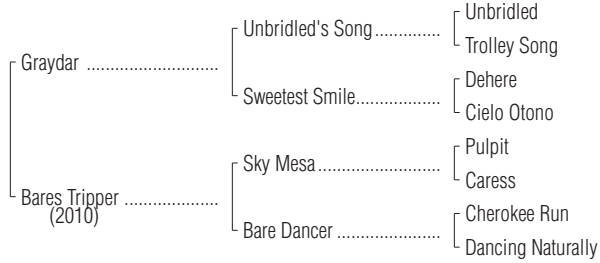 Unbridled
Unbridled's Song..............
Trolley Song
Graydar ............................
Dehere
Sweetest Smile..................
Cielo Otono
Pulpit
Sky Mesa..........................
Caress
Bares Tripper ....................
(2010)
Cherokee Run
Bare Dancer ......................
Dancing Naturally